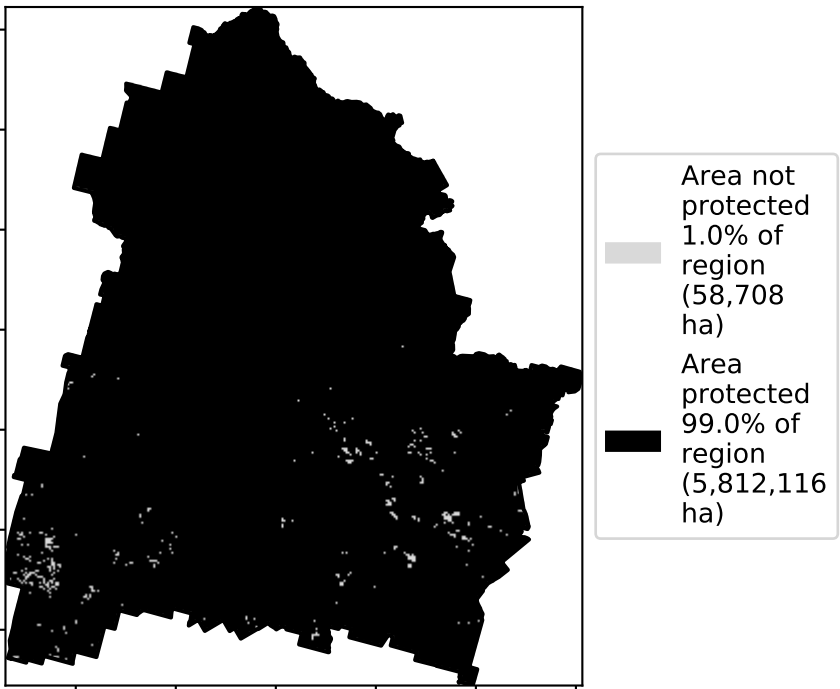 Area not
protected
1.0% of
region
(58,708
ha)
Area
protected
99.0% of
region
(5,812,116
ha)